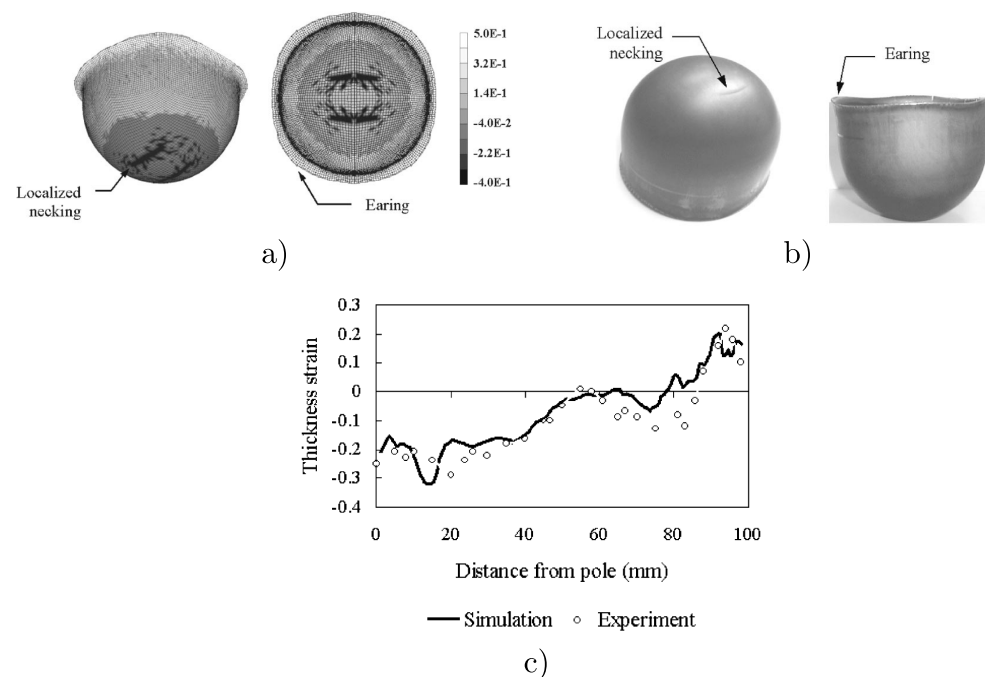 5.0E-1
3.2E-1
1.4E-1
-4.0E-2
-2.2E-1
-4.0E-1
Localized
necking
Earing
a)
Localized
necking
Earing
b)
Thickness strain
0.3
0.2
0.1
0
-0.1
-0.2
-0.3
-0.4
0 20 40 60 80 100
Distance from pole (mm)
Simulation Experiment
c)